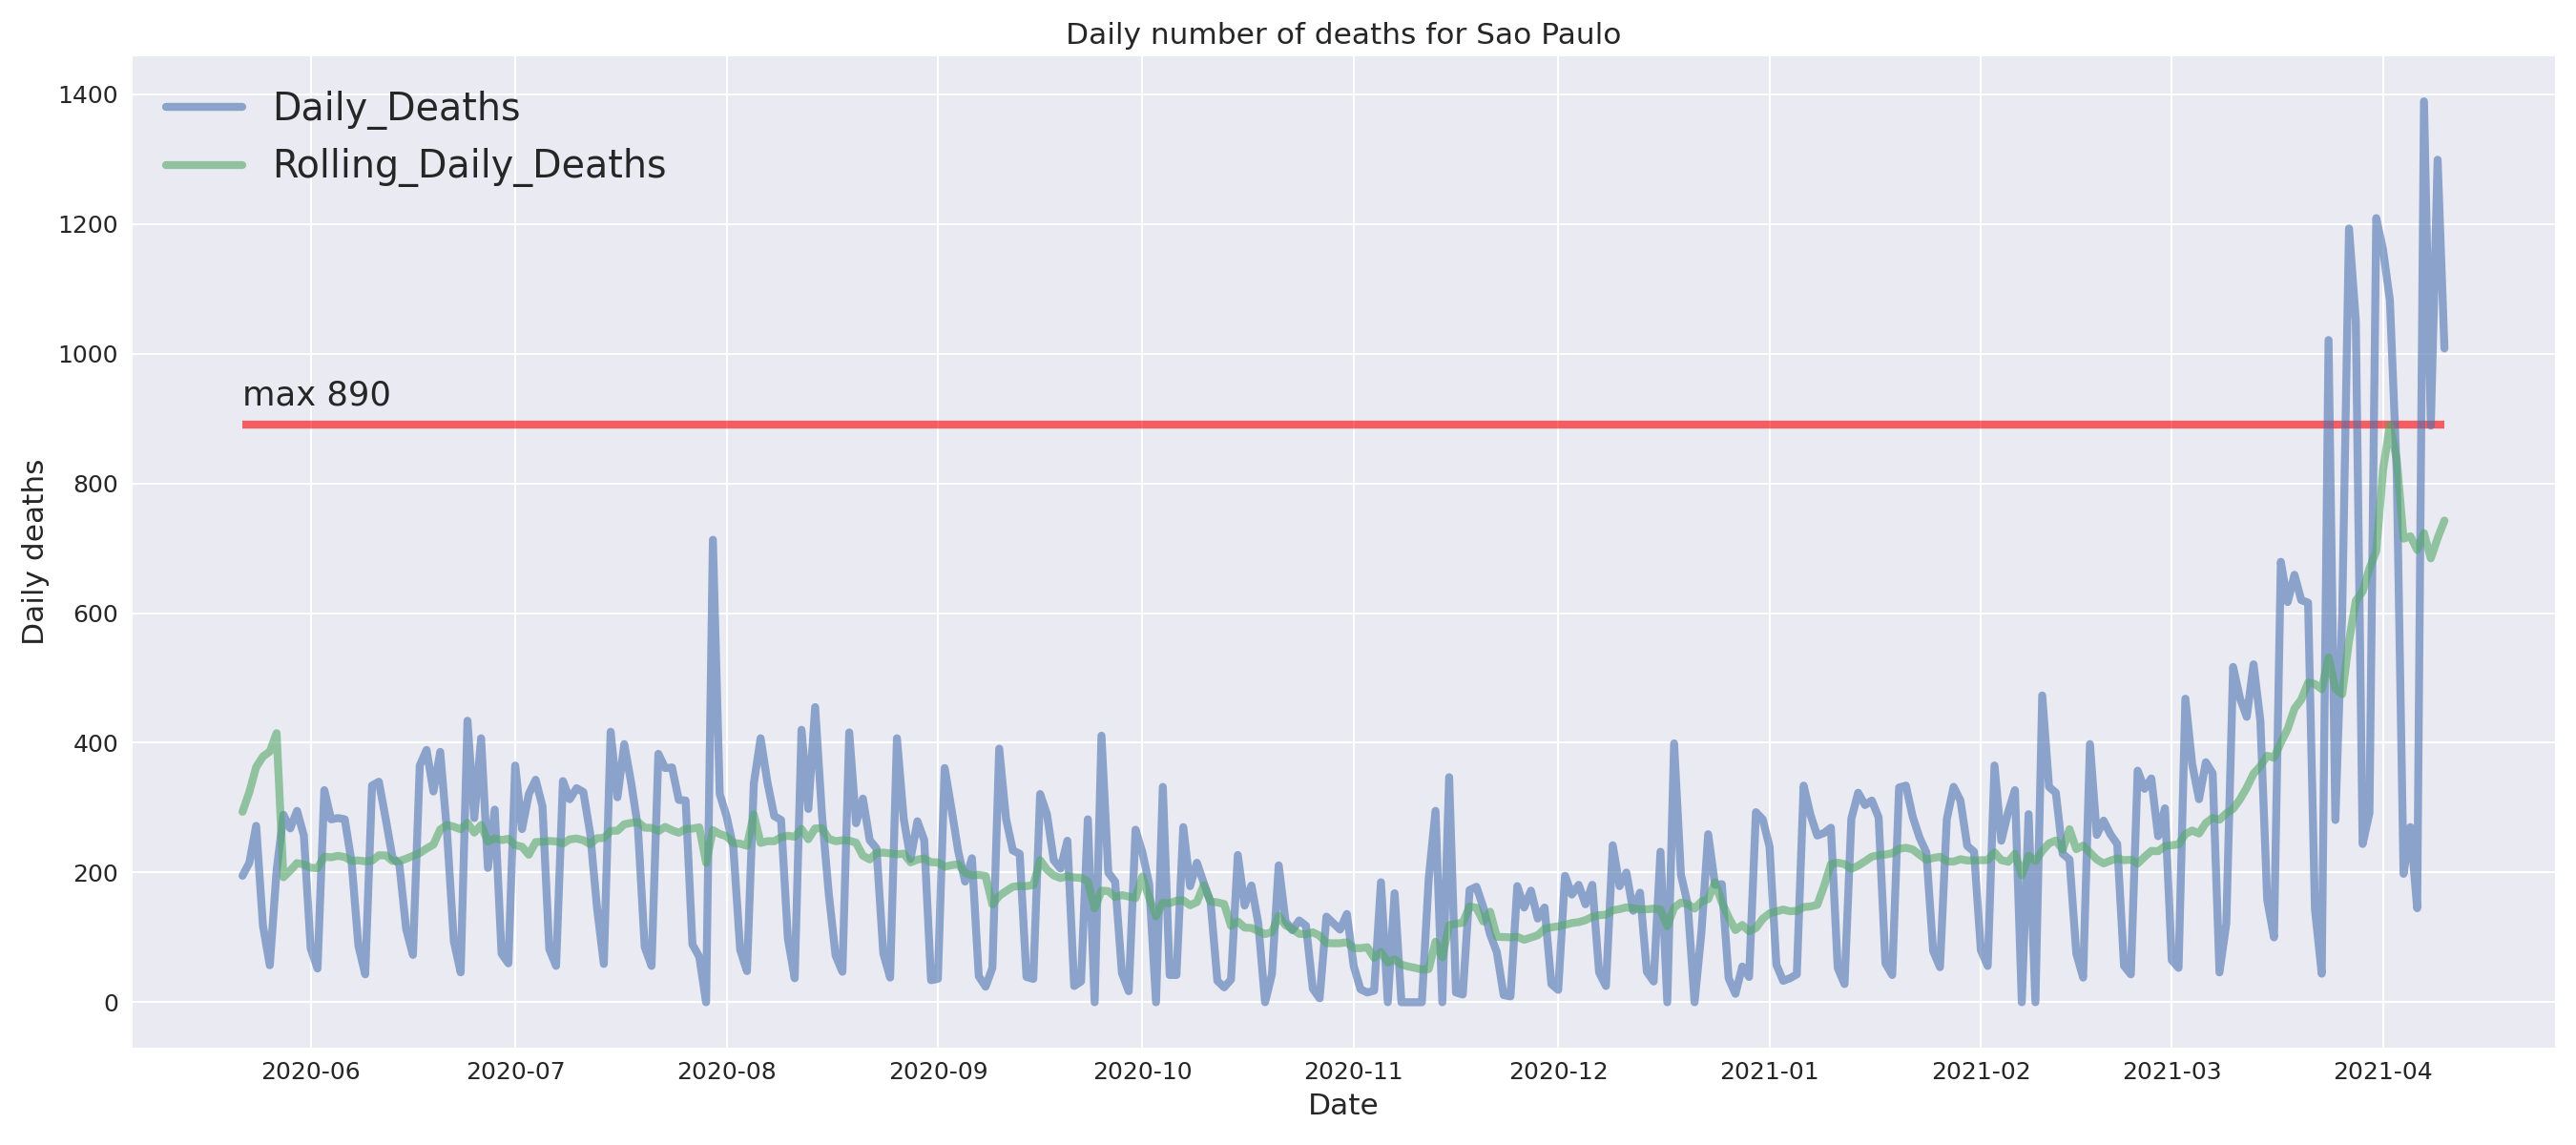 Daily number of deaths for Sao Paulo
Daily_Deaths
Rolling_Daily_Deaths
max 890
Daily deaths
1400
1200
1000
800
600
400
200
0
2020-06 2020-07 2020-08 2020-09 2020-10 2020-11 2020-12 2021-01 2021-02 2021-03 2021-04
Date